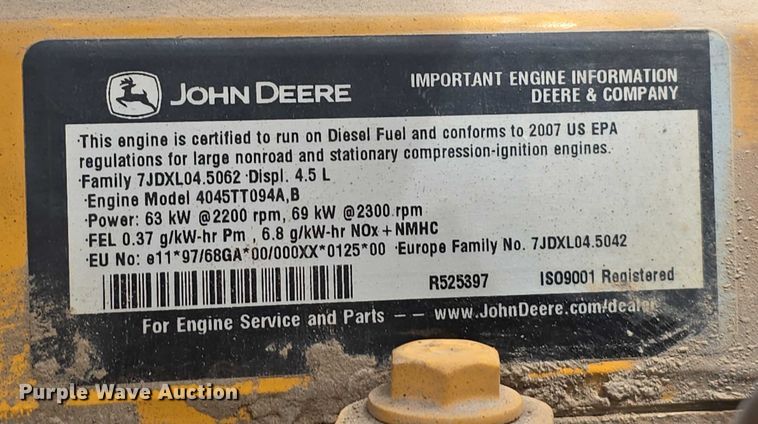 JOHN DEERE
IMPORTANT ENGINE INFORMATION
DEERE & COMPANY
·This engine is certified to run on Diesel Fuel and conforms to 2007 US EPA
regulations for large nonroad and stationary compression-ignition engines.
·Family 7JDXL04.5062 ·Displ. 4.5 L
·Engine Model 4045TT094A,B
·Power: 63 kW @2200 rpm, 69 kW @2300 rpm
·FEL 0.37 g/kW-hr Pm , 6.8 g/kW-hr NOx+NMHC
·EU No: e11*97/68GA*00/000XX*0125*00 ·Europe Family No. 7JDXL04.5042
R525397 ISO9001 Registered
For Engine Service and Parts –– www.JohnDeere.com/dealer
Purple Wave Auction